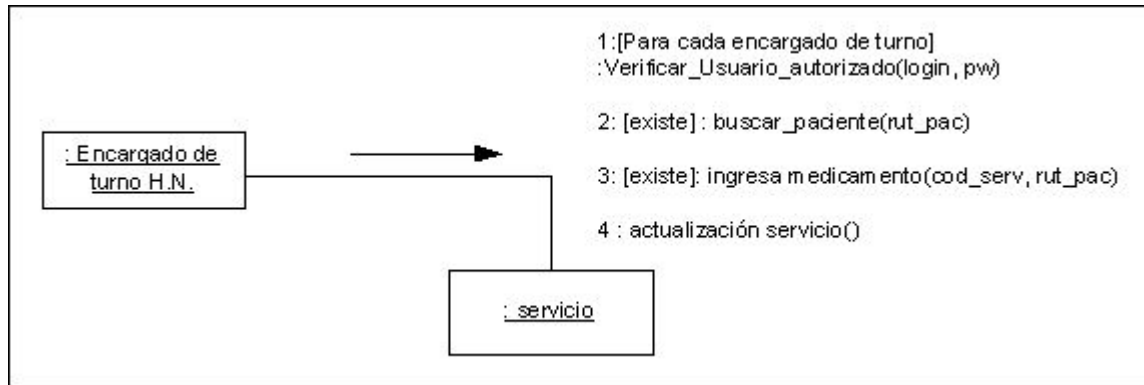 1:[Para cada encargado de turno]
:Verificar_Usuario_autorizado(login, pw)
2: [existe] : buscar_paciente(rut_pac)
3: [existe]: ingresa medicamento(cod_serv, rut_pac)
4 : actualización servicio()
: Encargado de
turno H.N.
: servicio